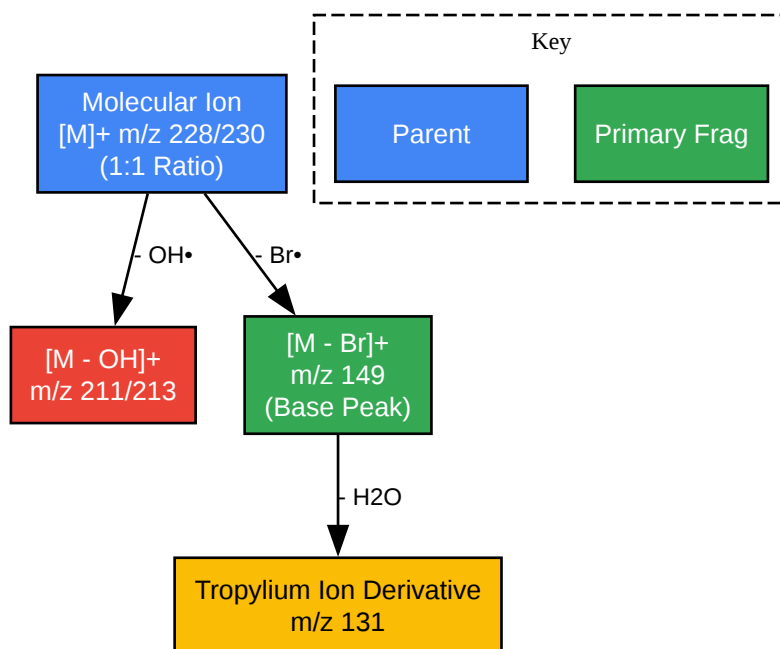 Key
Molecular Ion
[M]+ m/z 228/230
(1:1 Ratio)
Parent
Primary Frag
- OH•
- Br•
[M - OH]+
m/z 211/213
[M - Br]+
m/z 149
(Base Peak)
- H2O
Tropylium Ion Derivative
m/z 131